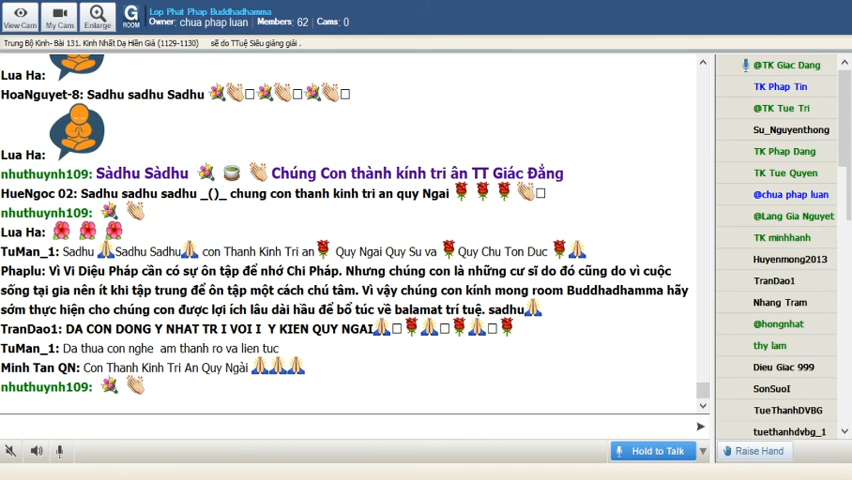 View Cam
My Cam
Enlarge
G
ROOM
Lop Phat Phap Buddhadhamma
Owner: chua phap luan   Members: 62   Cams: 0
Trung Bộ Kinh- Bài 131. Kinh Nhất Dạ Hiền Giả (1129-1130)    sẽ do TTuệ Siêu giảng giải .
Lua Ha:
HoaNguyet-8: Sadhu sadhu Sadhu
Lua Ha:
nhuthuynh109: Sàdhu Sàdhu Chúng Con thành kính tri ân TT Giác Đẳng
HueNgoc 02: Sadhu sadhu sadhu _()_ chung con thanh kính tri an quy Ngai
nhuthuynh109:
Lua Ha:
TuMan_1: Sadhu Sadhu Sadhu con Thanh Kinh Tri an Quy Ngai Quy Su va Quy Chu Ton Duc
Phaplu: Vì Vi Diệu Pháp cần có sự ôn tập để nhớ Chi Pháp. Nhưng chúng con là những cư sĩ do đó cũng do vì cuộc
sống tại gia nên ít khi tập trung để ôn tập một cách chú tâm. Vì vậy chúng con kính mong room Buddhadhamma hãy
sớm thực hiện cho chúng con được lợi ích lâu dài hầu để bổ túc về balamat trí tuệ. sadhu
TranDao1: DA CON DONG Y NHAT TR I VOI I Y KIEN QUY NGAI
TuMan_1: Da thua con nghe am thanh ro va lien tuc
Minh Tan QN: Con Thanh Kinh Tri An Quy Ngài
nhuthuynh109:
Hold to Talk
@TK Giac Dang
TK Phap Tin
@TK Tue Tri
Su_Nguyenthong
TK Phap Dang
TK Tue Quyen
@chua phap luan
@Lang Gia Nguyet
TK minhhanh
Huyenmong2013
TranDao1
Nhang Tram
@hongnhat
thy lam
Dieu Giac 999
SonSuoI
TueThanhDVBG
tuethanhdvbg_1
Raise Hand